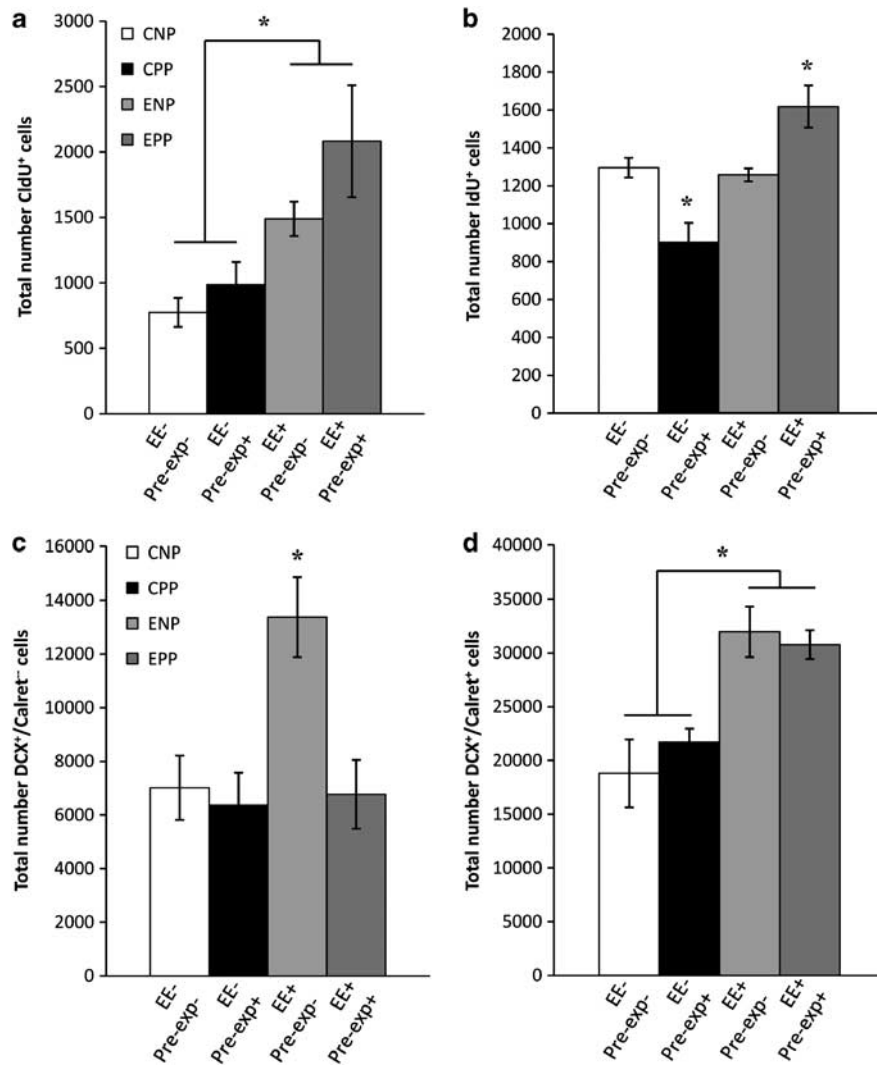 a
Total number CldU⁺ cells
3000
2500
2000
1500
1000
500
0
CNP
CPP
ENP
EPP
*
EE-
Pre-exp-
EE-
Pre-exp+
EE+
Pre-exp-
EE+
Pre-exp+
b
Total number IdU⁺ cells
2000
1800
1600
1400
1200
1000
800
600
400
200
0
*
*
EE-
Pre-exp-
EE-
Pre-exp+
EE+
Pre-exp-
EE+
Pre-exp+
c
Total number DCX⁺/Calret⁻ cells
16000
14000
12000
10000
8000
6000
4000
2000
0
CNP
CPP
ENP
EPP
*
EE-
Pre-exp-
EE-
Pre-exp+
EE+
Pre-exp-
EE+
Pre-exp+
d
Total number DCX⁺/Calret⁺ cells
40000
35000
30000
25000
20000
15000
10000
5000
0
*
EE-
Pre-exp-
EE-
Pre-exp+
EE+
Pre-exp-
EE+
Pre-exp+